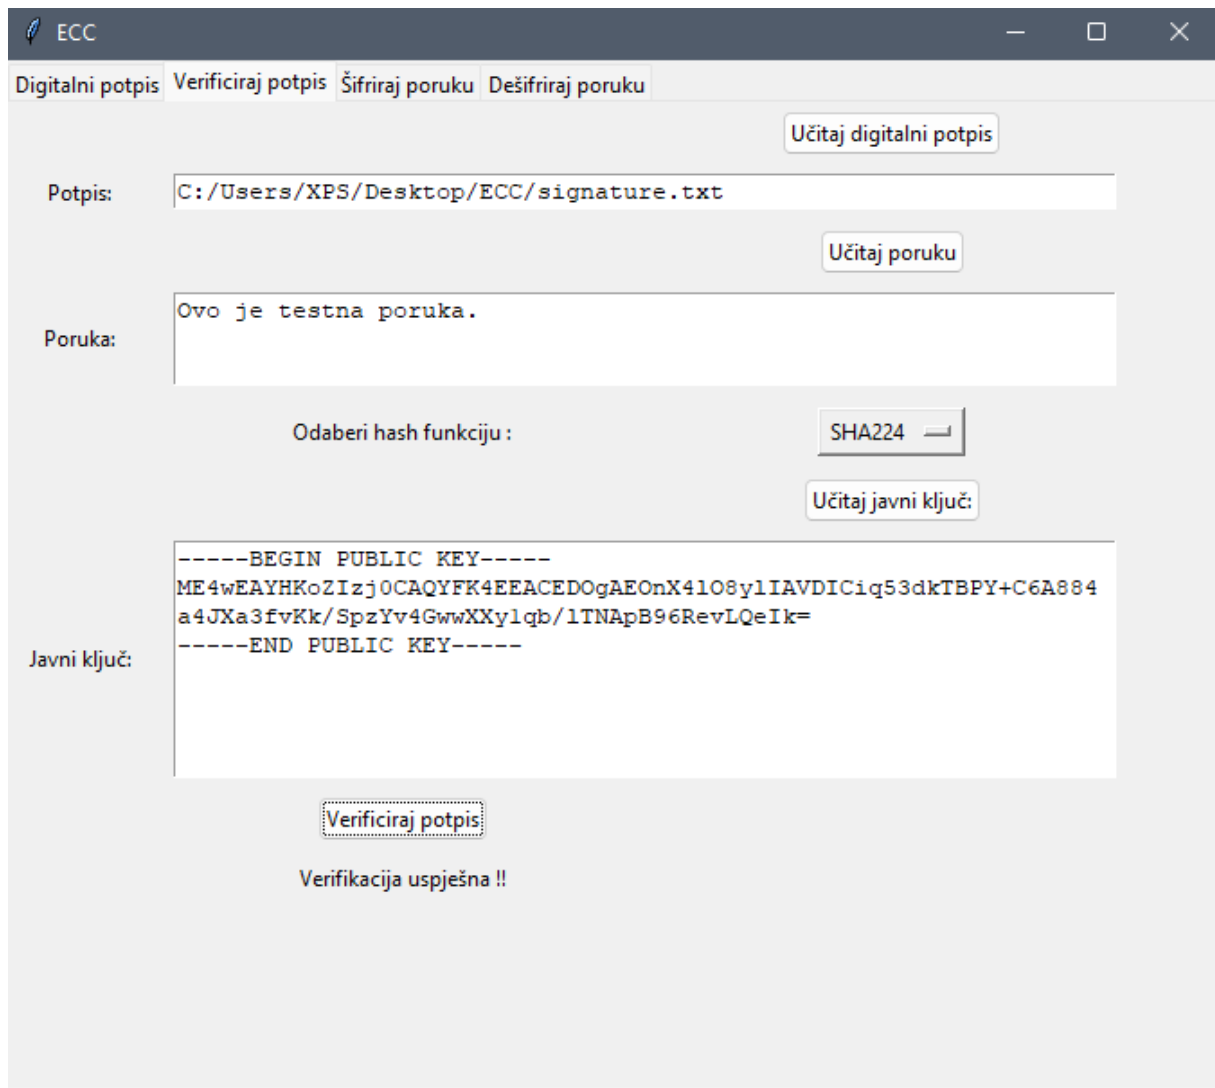 ECC
Digitalni potpis Verificiraj potpis Šifriraj poruku Dešifriraj poruku
Učitaj digitalni potpis
Potpis: C:/Users/XPS/Desktop/ECC/signature.txt
Učitaj poruku
Poruka: Ovo je testna poruka.
Odaberi hash funkciju : SHA224
Učitaj javni ključ:
Javni ključ:
-----BEGIN PUBLIC KEY-----
ME4wEAYHKoZIzj0CAQYFK4EEACEDOgAEOnX4lO8ylIAVDICiq53dkTBPY+C6A884
a4JXa3fvKk/SpzYv4GwwXXylqb/lTNApB96RevLQeIk=
-----END PUBLIC KEY-----
Verificiraj potpis
Verifikacija uspješna !!